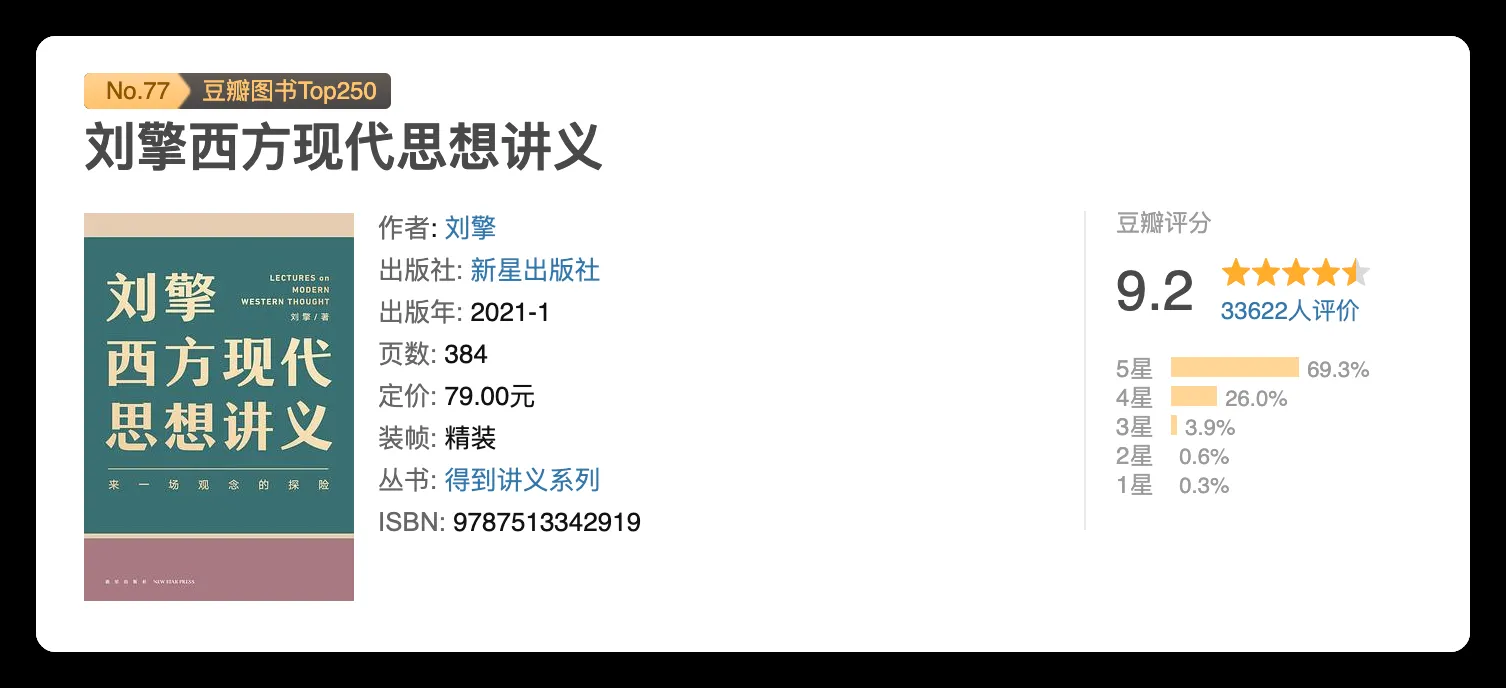 No.77 豆瓣图书Top250
刘擎西方现代思想讲义
刘擎
LECTURES on
MODERN
WESTERN THOUGHT
刘擎 / 著
西方现代
思想讲义
来一场观念的探险
新星出版社 NEW STAR PRESS
作者: 刘擎
出版社: 新星出版社
出版年: 2021-1
页数: 384
定价: 79.00元
装帧: 精装
丛书: 得到讲义系列
ISBN: 9787513342919
豆瓣评分
9.2
33622人评价
5星 69.3%
4星 26.0%
3星 3.9%
2星 0.6%
1星 0.3%